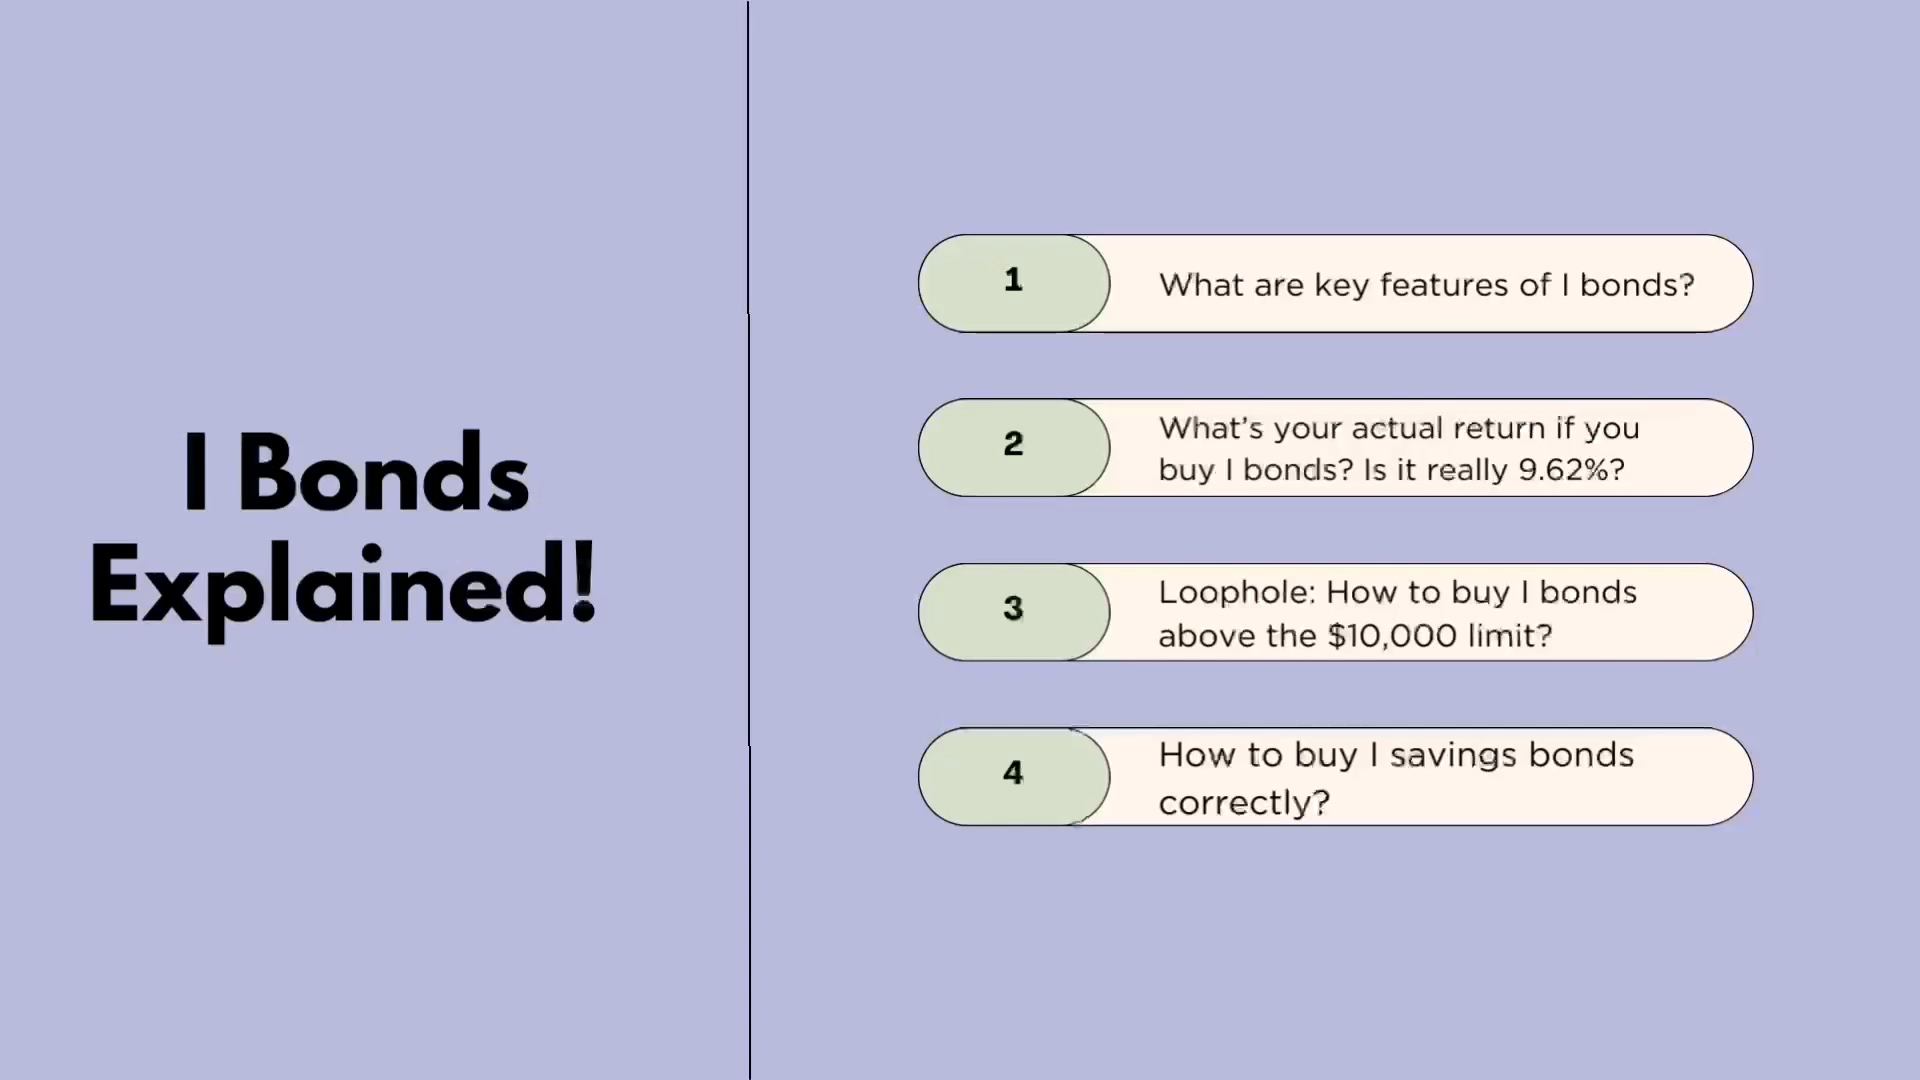 I Bonds
Explained!
1
What are key features of I bonds?
2
What's your actual return if you
buy I bonds? Is it really 9.62%?
3
Loophole: How to buy I bonds
above the $10,000 limit?
4
How to buy I savings bonds
correctly?